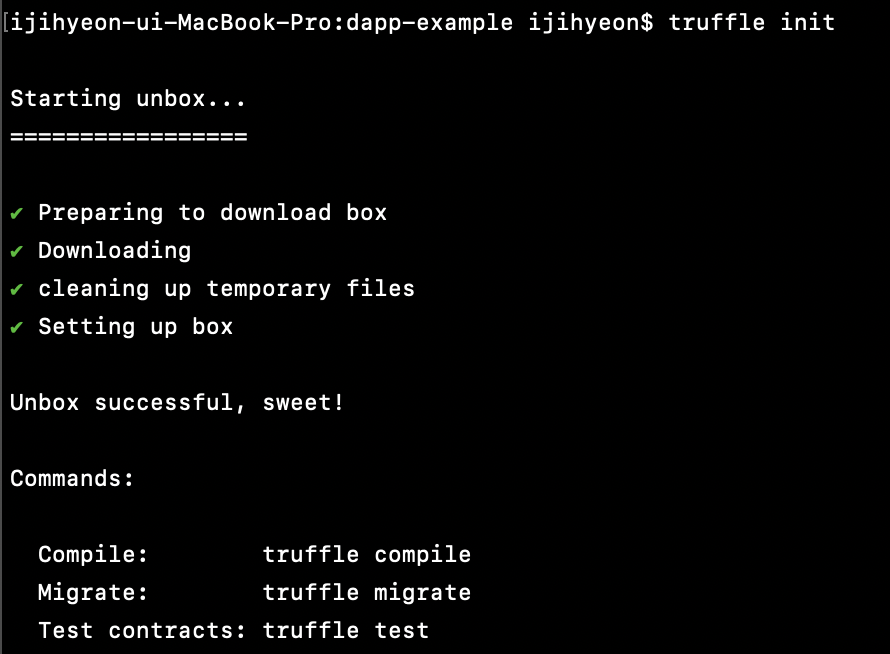 [ijihyeon-ui-MacBook-Pro:dapp-example ijihyeon$ truffle init
Starting unbox...
=================
✔ Preparing to download box
✔ Downloading
✔ cleaning up temporary files
✔ Setting up box
Unbox successful, sweet!
Commands:
Compile: truffle compile
Migrate: truffle migrate
Test contracts: truffle test